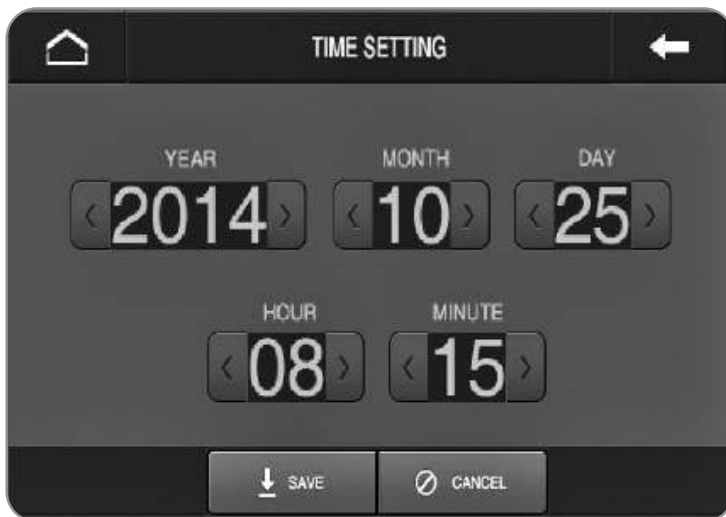 TIME SETTING
YEAR MONTH DAY
2014 10 25
HOUR MINUTE
08 15
SAVE CANCEL